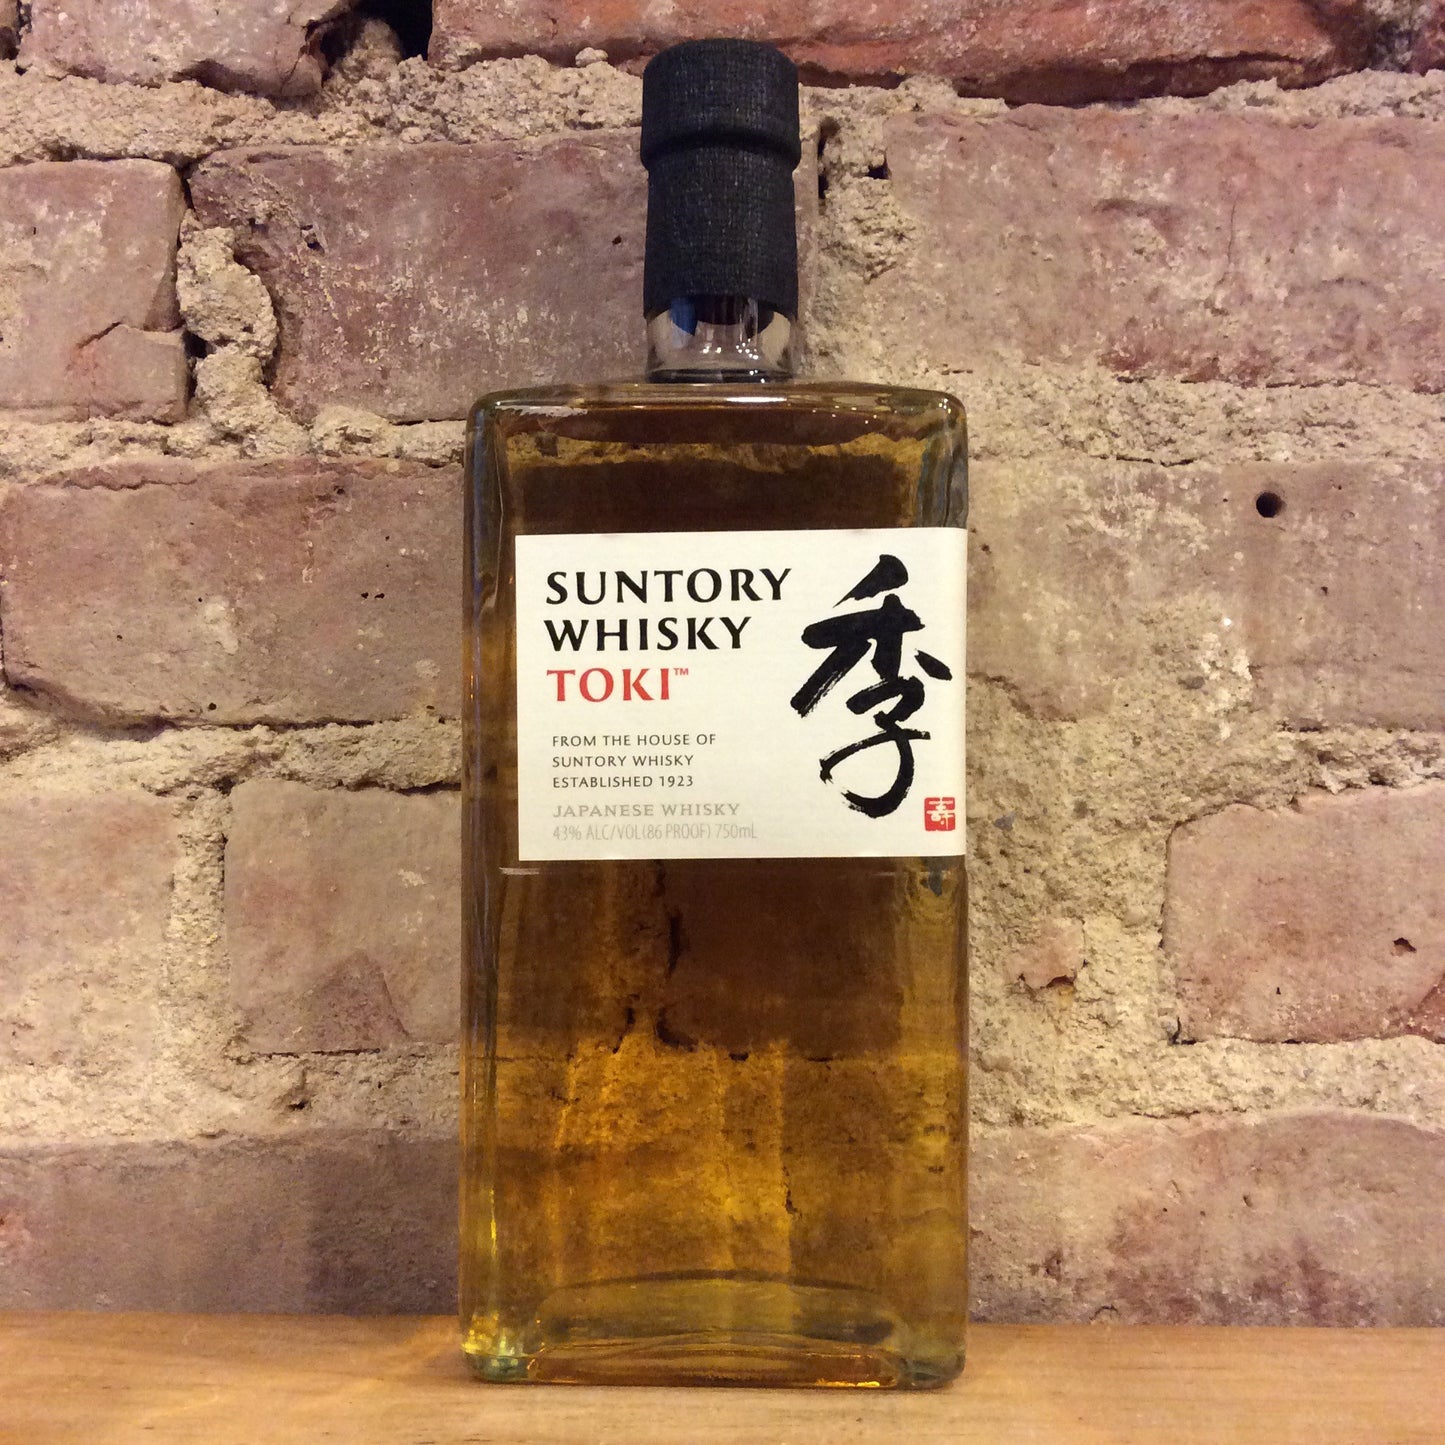 SUNTORY
WHISKY
TOKI™
季
FROM THE HOUSE OF
SUNTORY WHISKY
ESTABLISHED 1923
JAPANESE WHISKY
43% ALC/VOL(86 PROOF) 750mL
壽